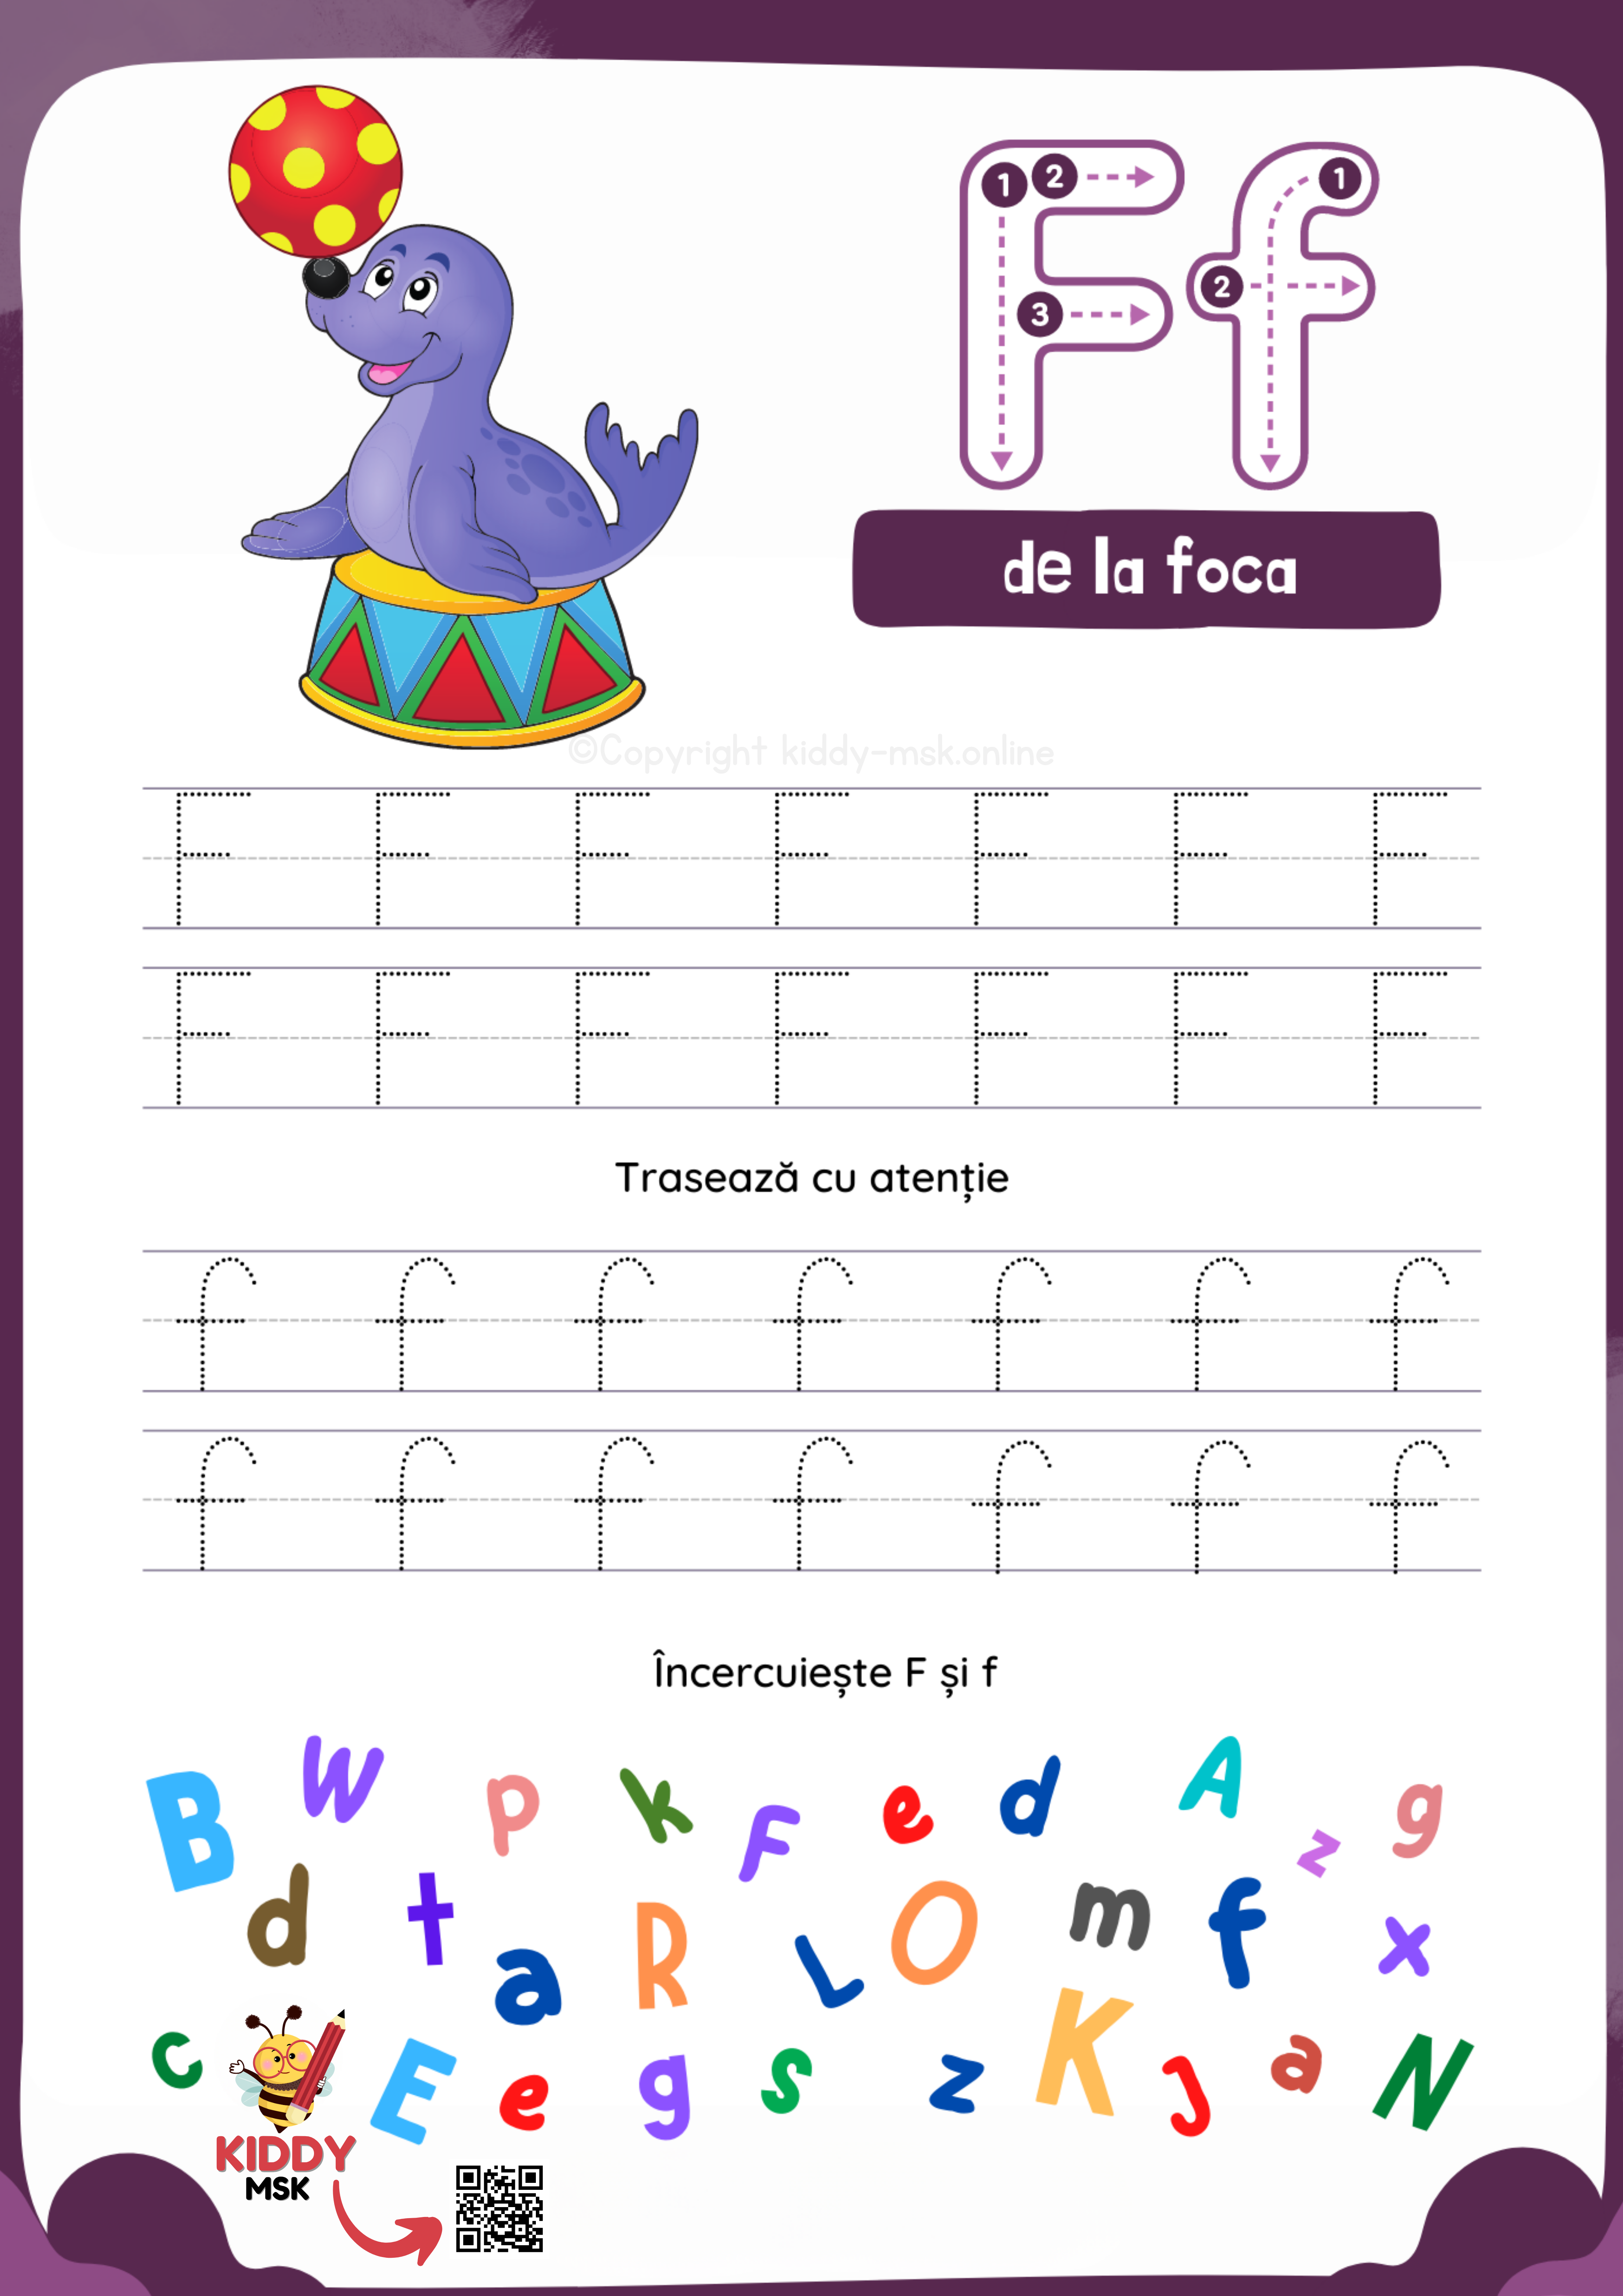 1 2 3 1 2
Ff
de la foca
©Copyright kiddy-msk.online
F F F F F F F
F F F F F F F
Trasează cu atenție
f f f f f f f
f f f f f f f
Încercuiește F și f
B W p k F e d A z g
d t a R L O m f x
c E e g s z K J a N
KIDDY
MSK